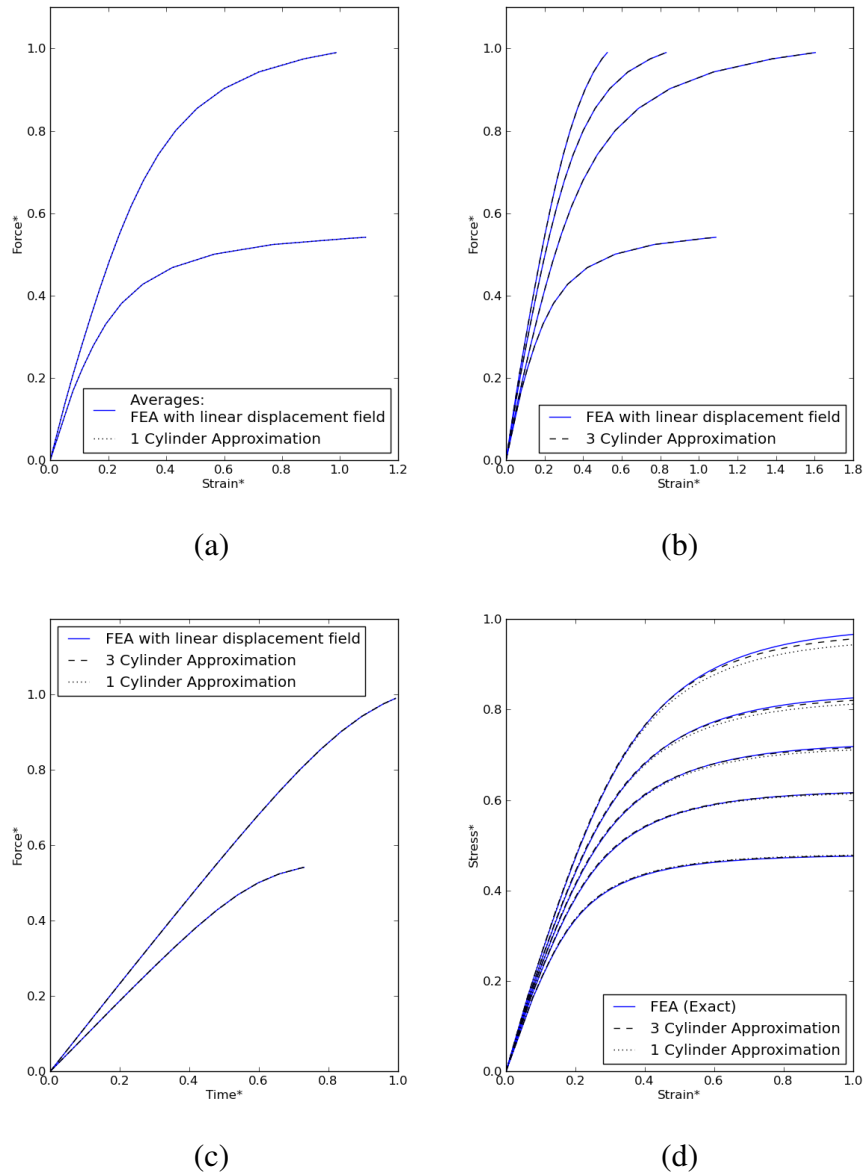 1.0
0.8
0.6
0.4
0.2
0.0
Force*
0.0 0.2 0.4 0.6 0.8 1.0 1.2
Strain*
Averages:
FEA with linear displacement field
1 Cylinder Approximation
(a)
1.0
0.8
0.6
0.4
0.2
0.0
Force*
0.0 0.2 0.4 0.6 0.8 1.0 1.2 1.4 1.6 1.8
Strain*
FEA with linear displacement field
3 Cylinder Approximation
(b)
FEA with linear displacement field
3 Cylinder Approximation
1 Cylinder Approximation
1.0
0.8
0.6
0.4
0.2
0.0
Force*
0.0 0.2 0.4 0.6 0.8 1.0
Time*
(c)
1.0
0.8
0.6
0.4
0.2
0.0
Stress*
0.0 0.2 0.4 0.6 0.8 1.0
Strain*
FEA (Exact)
3 Cylinder Approximation
1 Cylinder Approximation
(d)